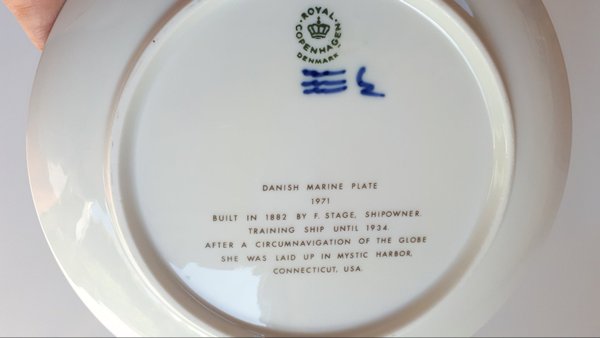 ROYAL
COPENHAGEN
DENMARK
DANISH MARINE PLATE
1971
BUILT IN 1882 BY F. STAGE, SHIPOWNER.
TRAINING SHIP UNTIL 1934.
AFTER A CIRCUMNAVIGATION OF THE GLOBE
SHE WAS LAID UP IN MYSTIC HARBOR,
CONNECTICUT, USA.